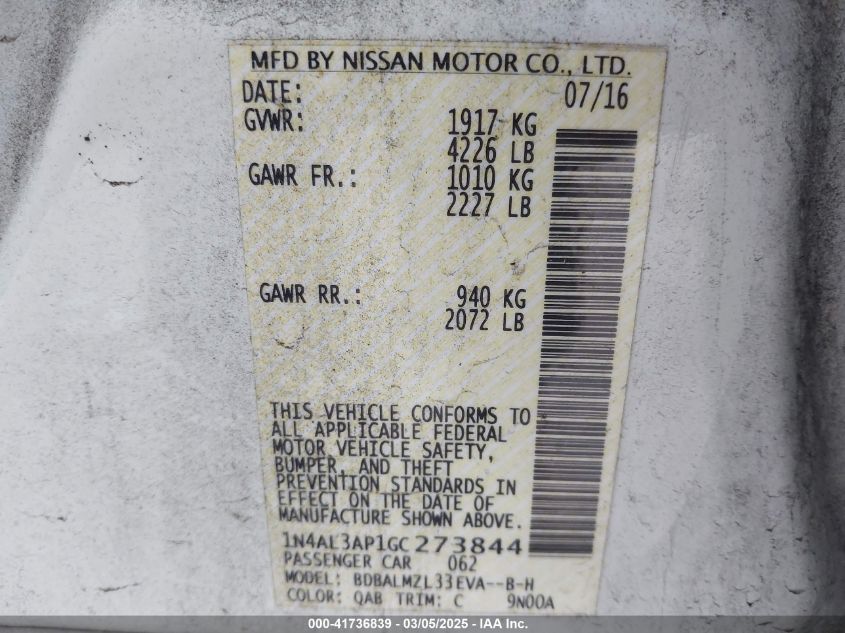 MFD BY NISSAN MOTOR CO., LTD.
DATE: 07/16
GVWR: 1917 KG
4226 LB
GAWR FR.: 1010 KG
2227 LB
GAWR RR.: 940 KG
2072 LB
THIS VEHICLE CONFORMS TO
ALL APPLICABLE FEDERAL
MOTOR VEHICLE SAFETY,
BUMPER, AND THEFT
PREVENTION STANDARDS IN
EFFECT ON THE DATE OF
MANUFACTURE SHOWN ABOVE.
1N4AL3AP1GC273844
PASSENGER CAR 062
MODEL: BDBALMZL33EVA--B-H
COLOR: QAB TRIM: C 9N00A
000-41736839 - 03/05/2025 - IAAI.COM